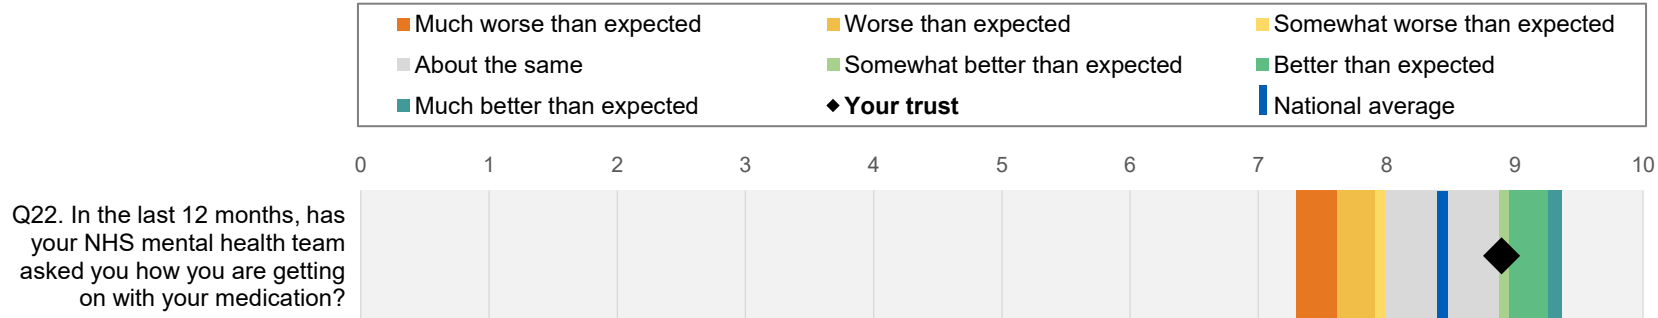 Much worse than expected
Worse than expected
Somewhat worse than expected
About the same
Somewhat better than expected
Better than expected
Much better than expected
Your trust
National average
0 1 2 3 4 5 6 7 8 9 10
Q22. In the last 12 months, has
your NHS mental health team
asked you how you are getting
on with your medication?